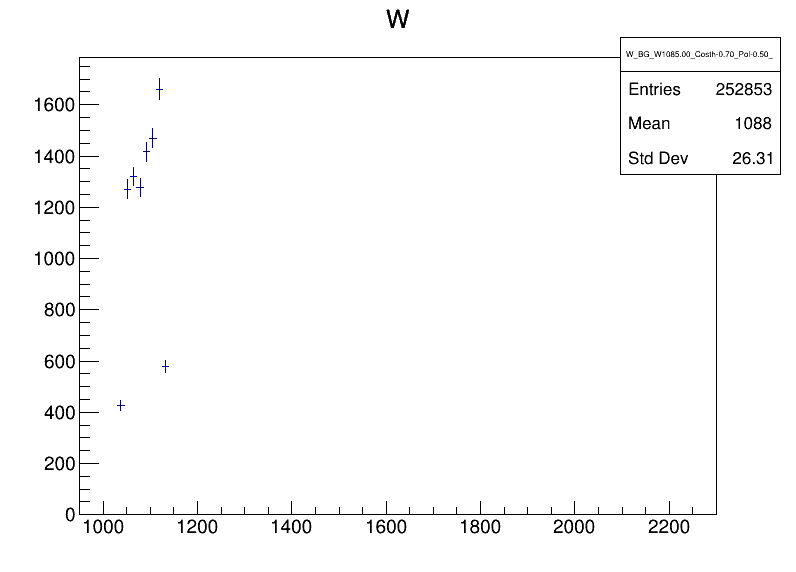 W
W_BG_W1085.00_Costh-0.70_Pol-0.50_
Entries 252853
Mean 1088
Std Dev 26.31
1600
1400
1200
1000
800
600
400
200
0
1000 1200 1400 1600 1800 2000 2200